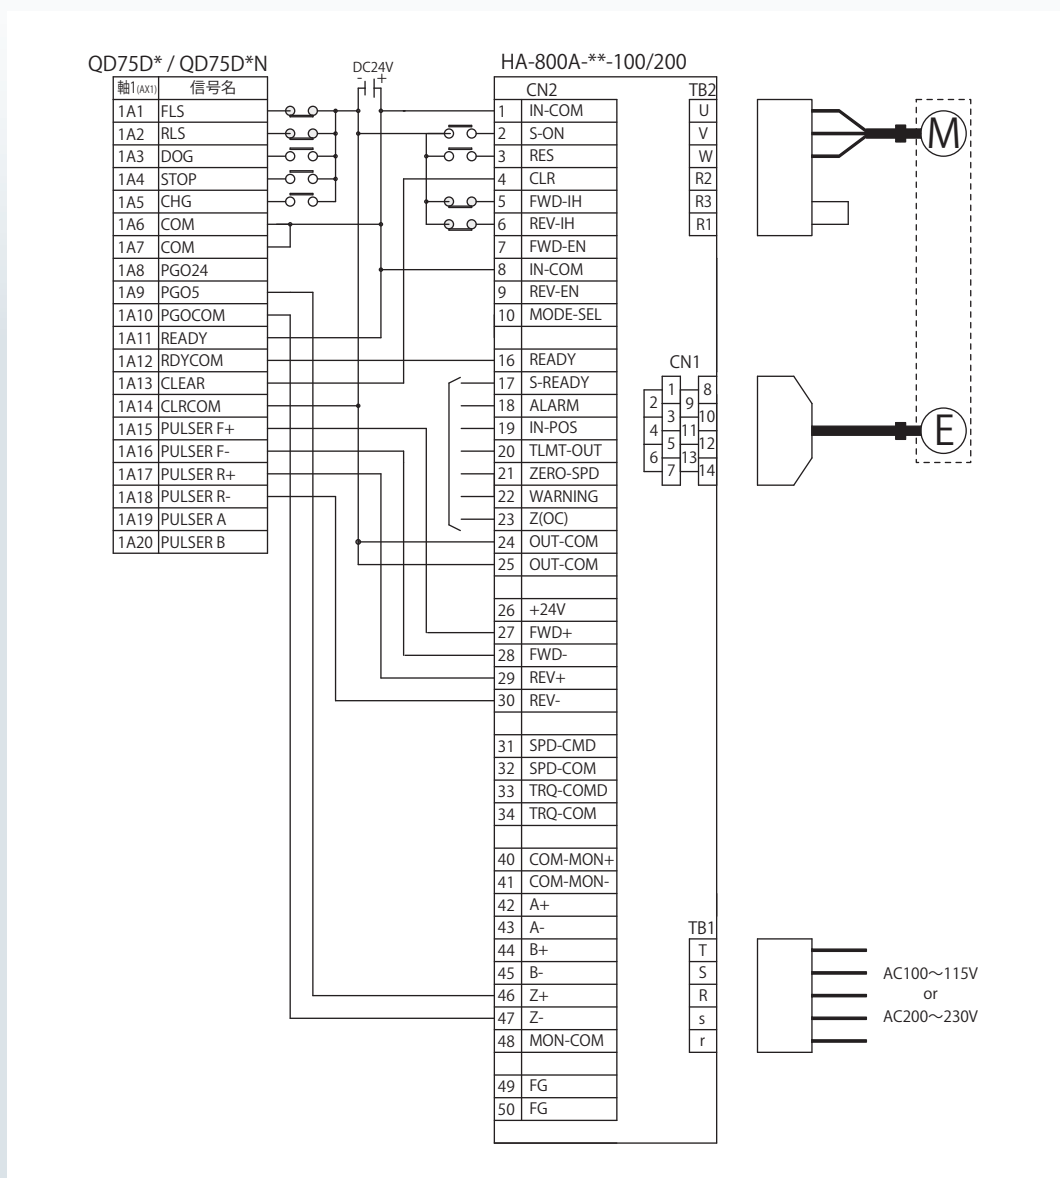 QD75D* / QD75D*N
軸1(AX1) 信号名
1A1 FLS
1A2 RLS
1A3 DOG
1A4 STOP
1A5 CHG
1A6 COM
1A7 COM
1A8 PGO24
1A9 PGO5
1A10 PGOCOM
1A11 READY
1A12 RDYCOM
1A13 CLEAR
1A14 CLRCOM
1A15 PULSER F+
1A16 PULSER F-
1A17 PULSER R+
1A18 PULSER R-
1A19 PULSER A
1A20 PULSER B
DC24V
- +
HA-800A-**-100/200
CN2
1 IN-COM
2 S-ON
3 RES
4 CLR
5 FWD-IH
6 REV-IH
7 FWD-EN
8 IN-COM
9 REV-EN
10 MODE-SEL
16 READY
17 S-READY
18 ALARM
19 IN-POS
20 TLMT-OUT
21 ZERO-SPD
22 WARNING
23 Z(OC)
24 OUT-COM
25 OUT-COM
26 +24V
27 FWD+
28 FWD-
29 REV+
30 REV-
31 SPD-CMD
32 SPD-COM
33 TRQ-COMD
34 TRQ-COM
40 COM-MON+
41 COM-MON-
42 A+
43 A-
44 B+
45 B-
46 Z+
47 Z-
48 MON-COM
49 FG
50 FG
TB2
U
V
W
R2
R3
R1
M
CN1
1 8
2 9
3 10
4 11
5 12
6 13
7 14
E
TB1
T
S
R
s
r
AC100～115V
or
AC200～230V